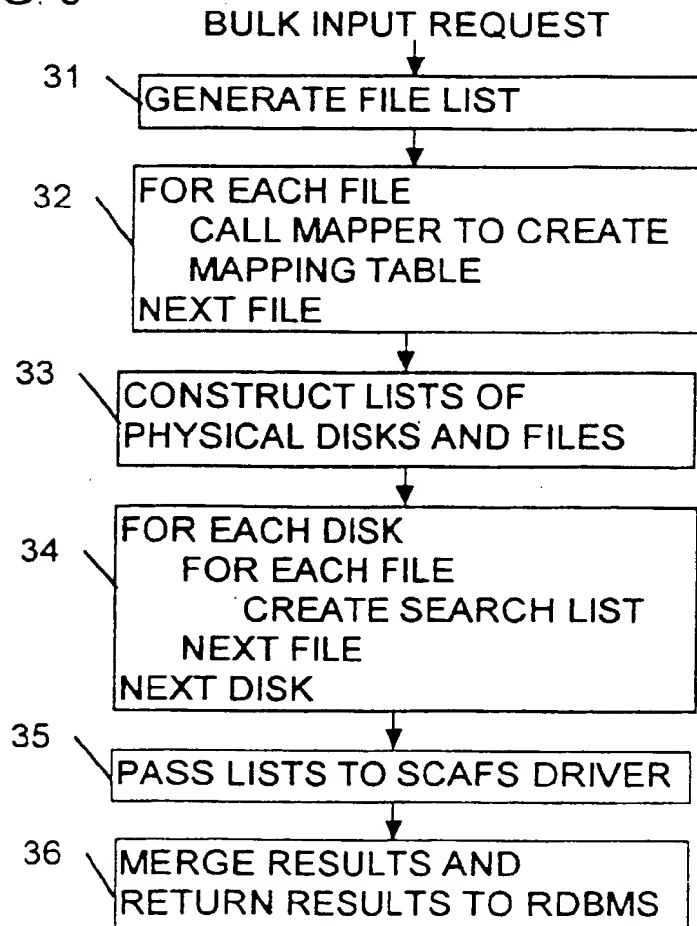 BULK INPUT REQUEST
31
GENERATE FILE LIST
32
FOR EACH FILE
CALL MAPPER TO CREATE
MAPPING TABLE
NEXT FILE
33
CONSTRUCT LISTS OF
PHYSICAL DISKS AND FILES
34
FOR EACH DISK
FOR EACH FILE
CREATE SEARCH LIST
NEXT FILE
NEXT DISK
35
PASS LISTS TO SCAFS DRIVER
36
MERGE RESULTS AND
RETURN RESULTS TO RDBMS